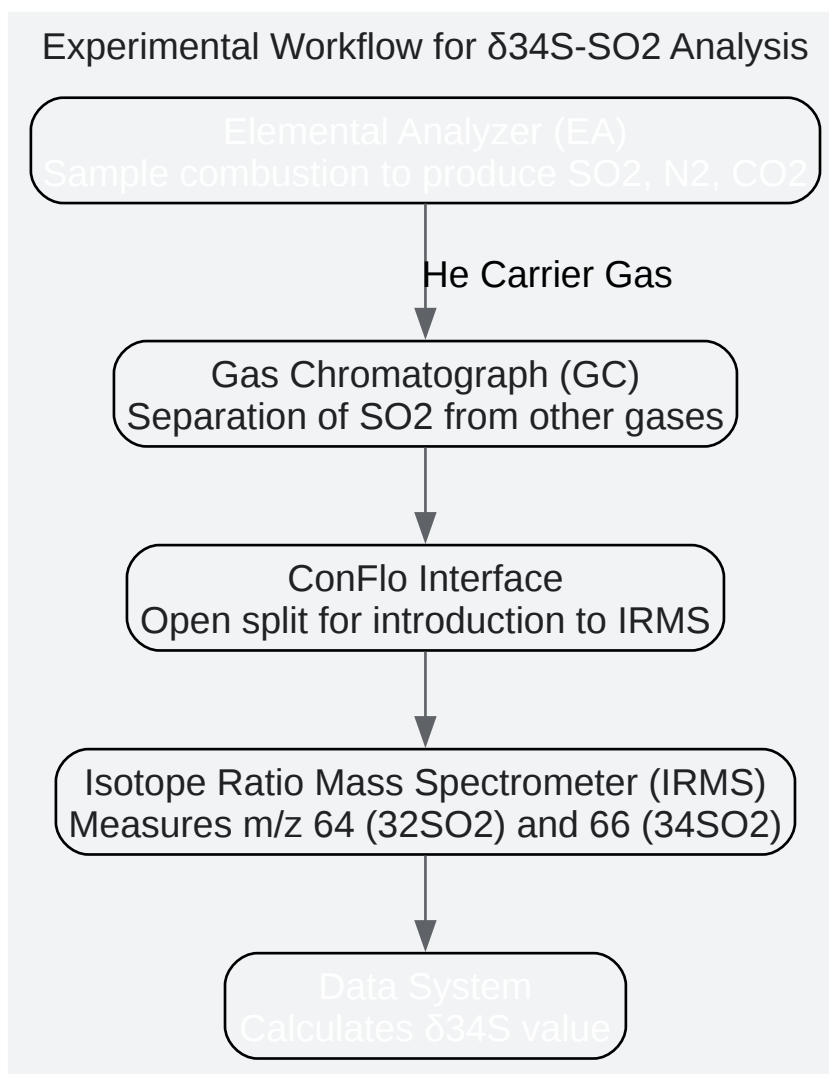 Experimental Workflow for δ34S-SO2 Analysis
Elemental Analyzer (EA)
Sample combustion to produce SO2, N2, CO2
He Carrier Gas
Gas Chromatograph (GC)
Separation of SO2 from other gases
ConFlo Interface
Open split for introduction to IRMS
Isotope Ratio Mass Spectrometer (IRMS)
Measures m/z 64 (32SO2) and 66 (34SO2)
Data System
Calculates δ34S value